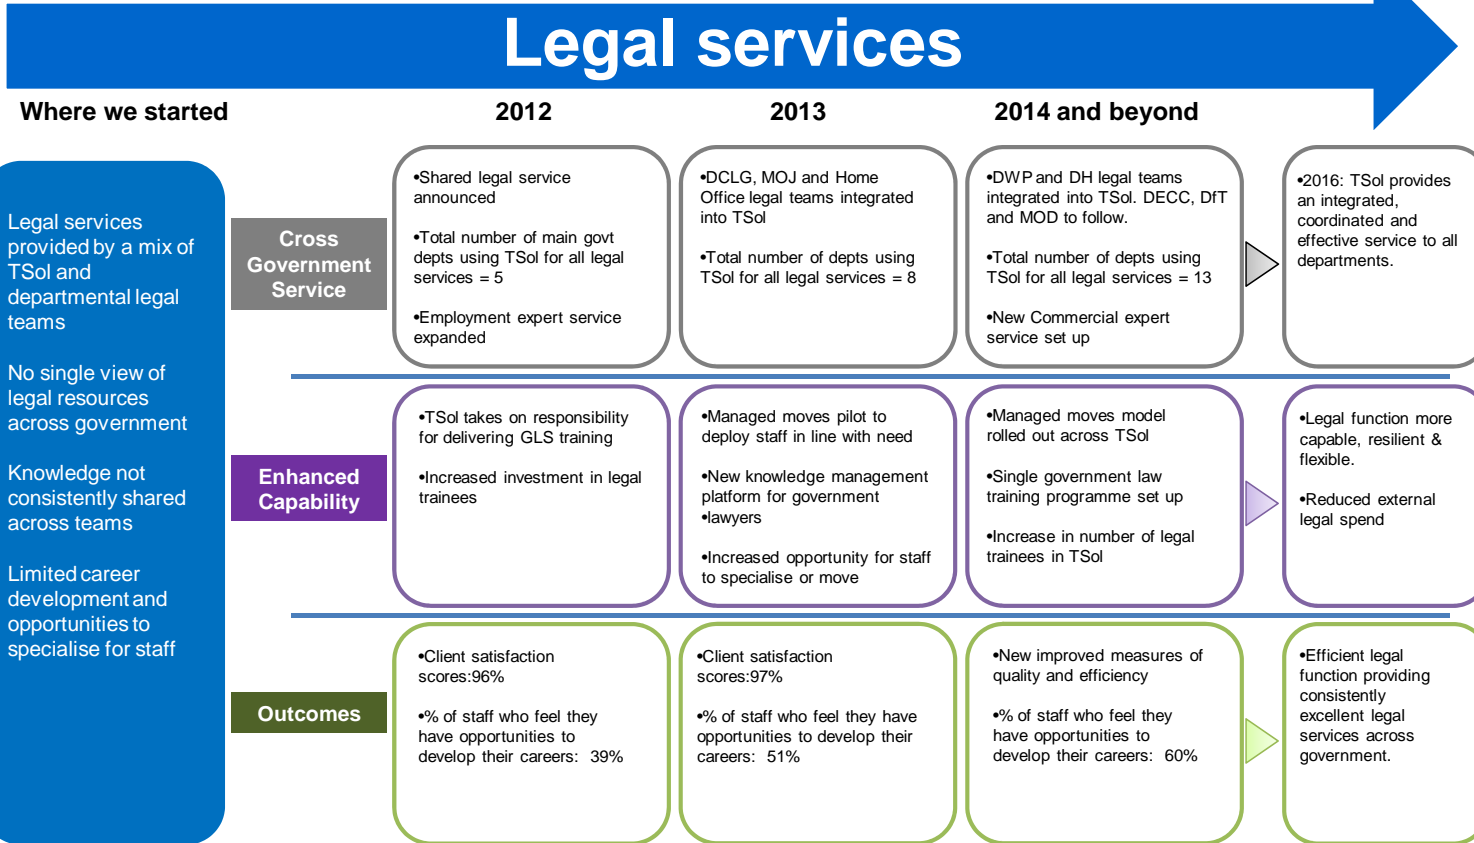 Legal services
Where we started
2012
2013
2014 and beyond
Legal services
provided by a mix of
TSol and
departmental legal
teams
No single view of
legal resources
across government
Knowledge not
consistently shared
across teams
Limited career
development and
opportunities to
specialise for staff
Cross
Government
Service
•Shared legal service
announced
•Total number of main govt
depts using TSol for all legal
services = 5
•Employment expert service
expanded
•DCLG, MOJ and Home
Office legal teams integrated
into TSol
•Total number of depts using
TSol for all legal services = 8
•DWP and DH legal teams
integrated into TSol. DECC, DfT
and MOD to follow.
•Total number of depts using
TSol for all legal services = 13
•New Commercial expert
service set up
•2016: TSol provides
an integrated,
coordinated and
effective service to all
departments.
Enhanced
Capability
•TSol takes on responsibility
for delivering GLS training
•Increased investment in legal
trainees
•Managed moves pilot to
deploy staff in line with need
•New knowledge management
platform for government
•lawyers
•Increased opportunity for staff
to specialise or move
•Managed moves model
rolled out across TSol
•Single government law
training programme set up
•Increase in number of legal
trainees in TSol
•Legal function more
capable, resilient &
flexible.
•Reduced external
legal spend
Outcomes
•Client satisfaction
scores:96%
•% of staff who feel they
have opportunities to
develop their careers: 39%
•Client satisfaction
scores:97%
•% of staff who feel they have
opportunities to develop their
careers: 51%
•New improved measures of
quality and efficiency
•% of staff who feel they
have opportunities to
develop their careers: 60%
•Efficient legal
function providing
consistently
excellent legal
services across
government.